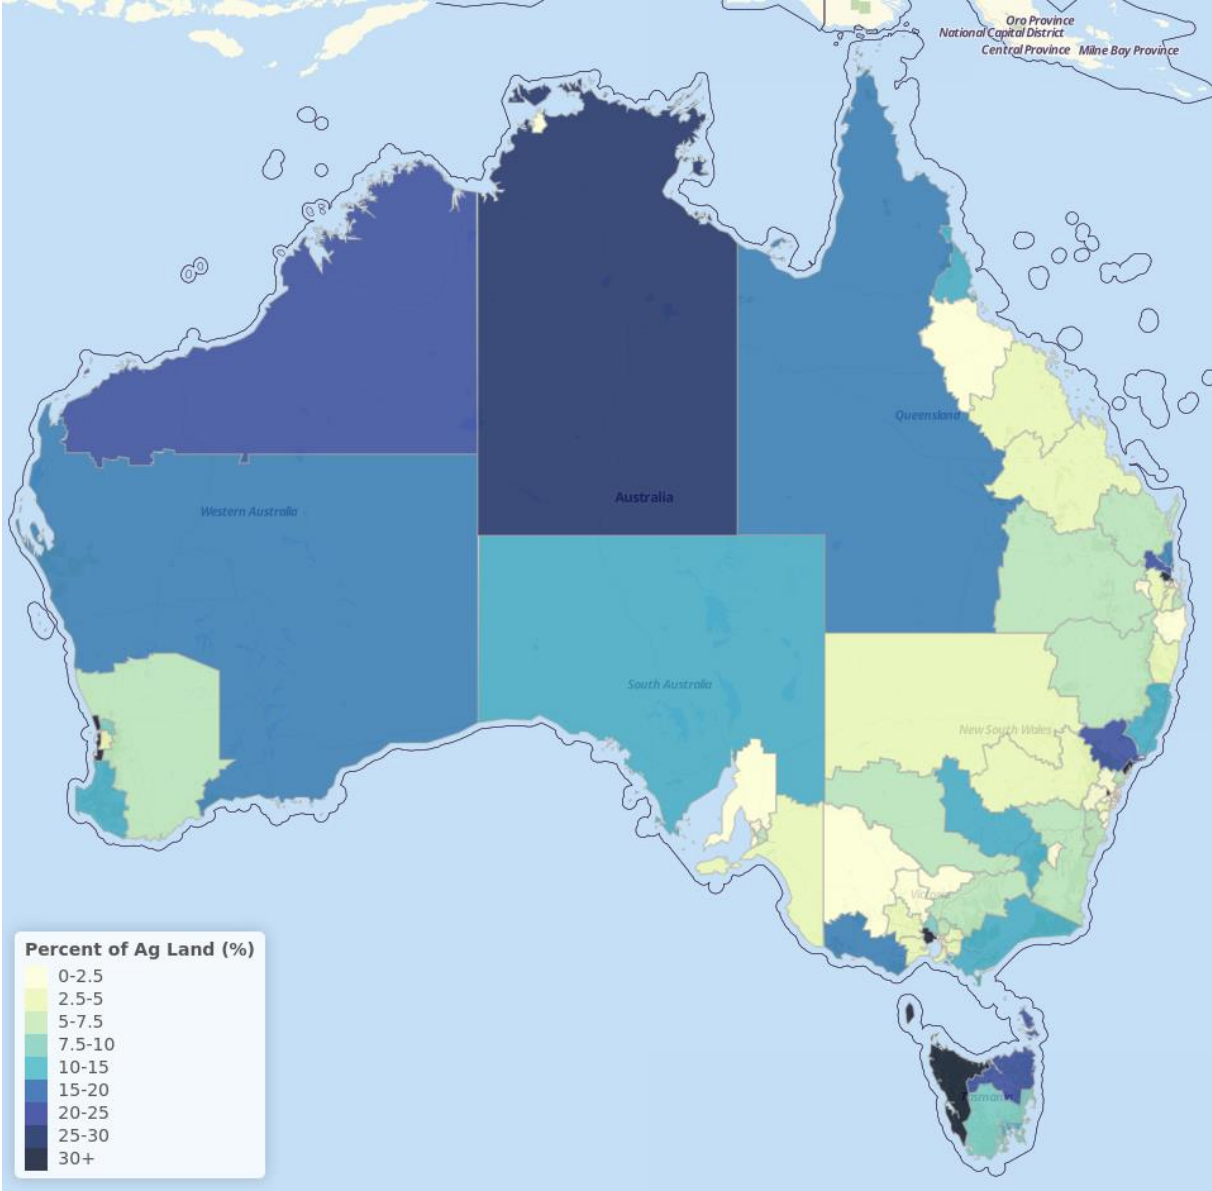 Oro Province
National Capital District
Central Province Milne Bay Province
Queensland
Australia
Western Australia
South Australia
New South Wales
Victoria
Tasmania
Percent of Ag Land (%)
0-2.5
2.5-5
5-7.5
7.5-10
10-15
15-20
20-25
25-30
30+